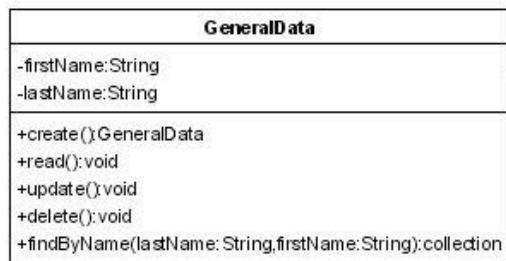 GeneralData
-firstName:String
-lastName:String
+create():GeneralData
+read():void
+update():void
+delete():void
+findByName(lastName: String,firstName:String):collection